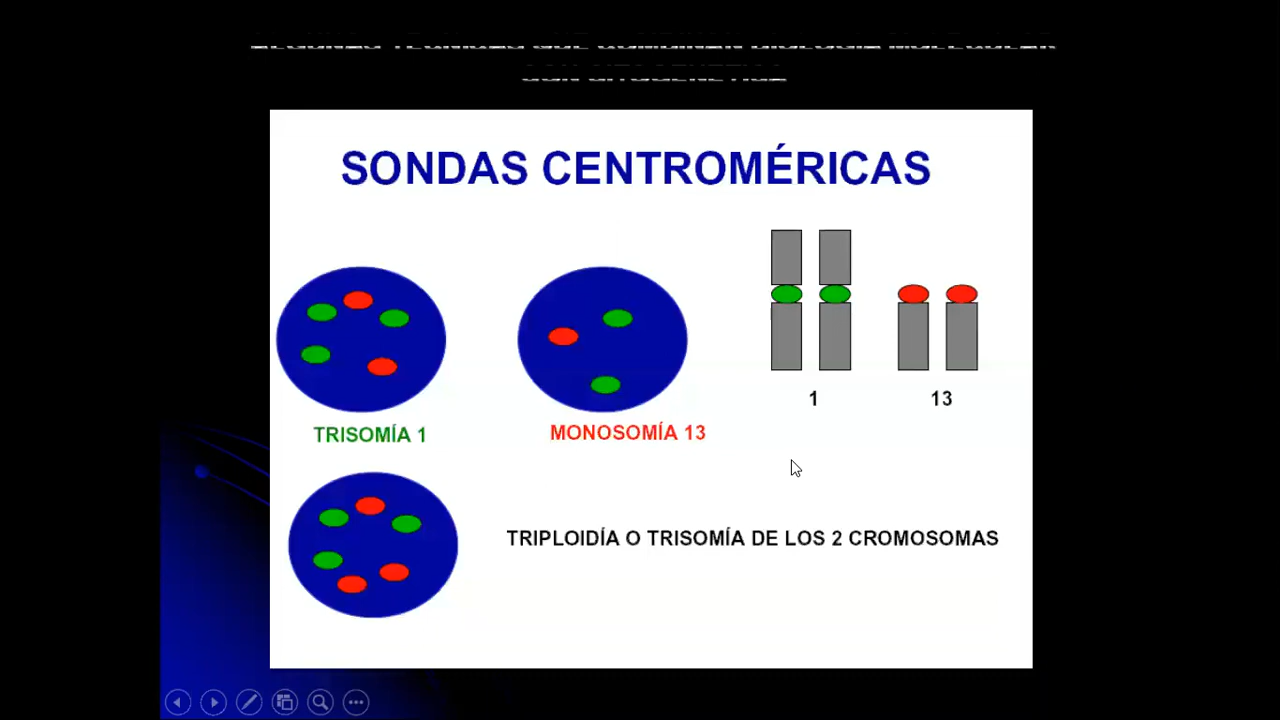 SONDAS CENTROMÉRICAS
1
13
TRISOMÍA 1
MONOSOMÍA 13
TRIPLOIDÍA O TRISOMÍA DE LOS 2 CROMOSOMAS